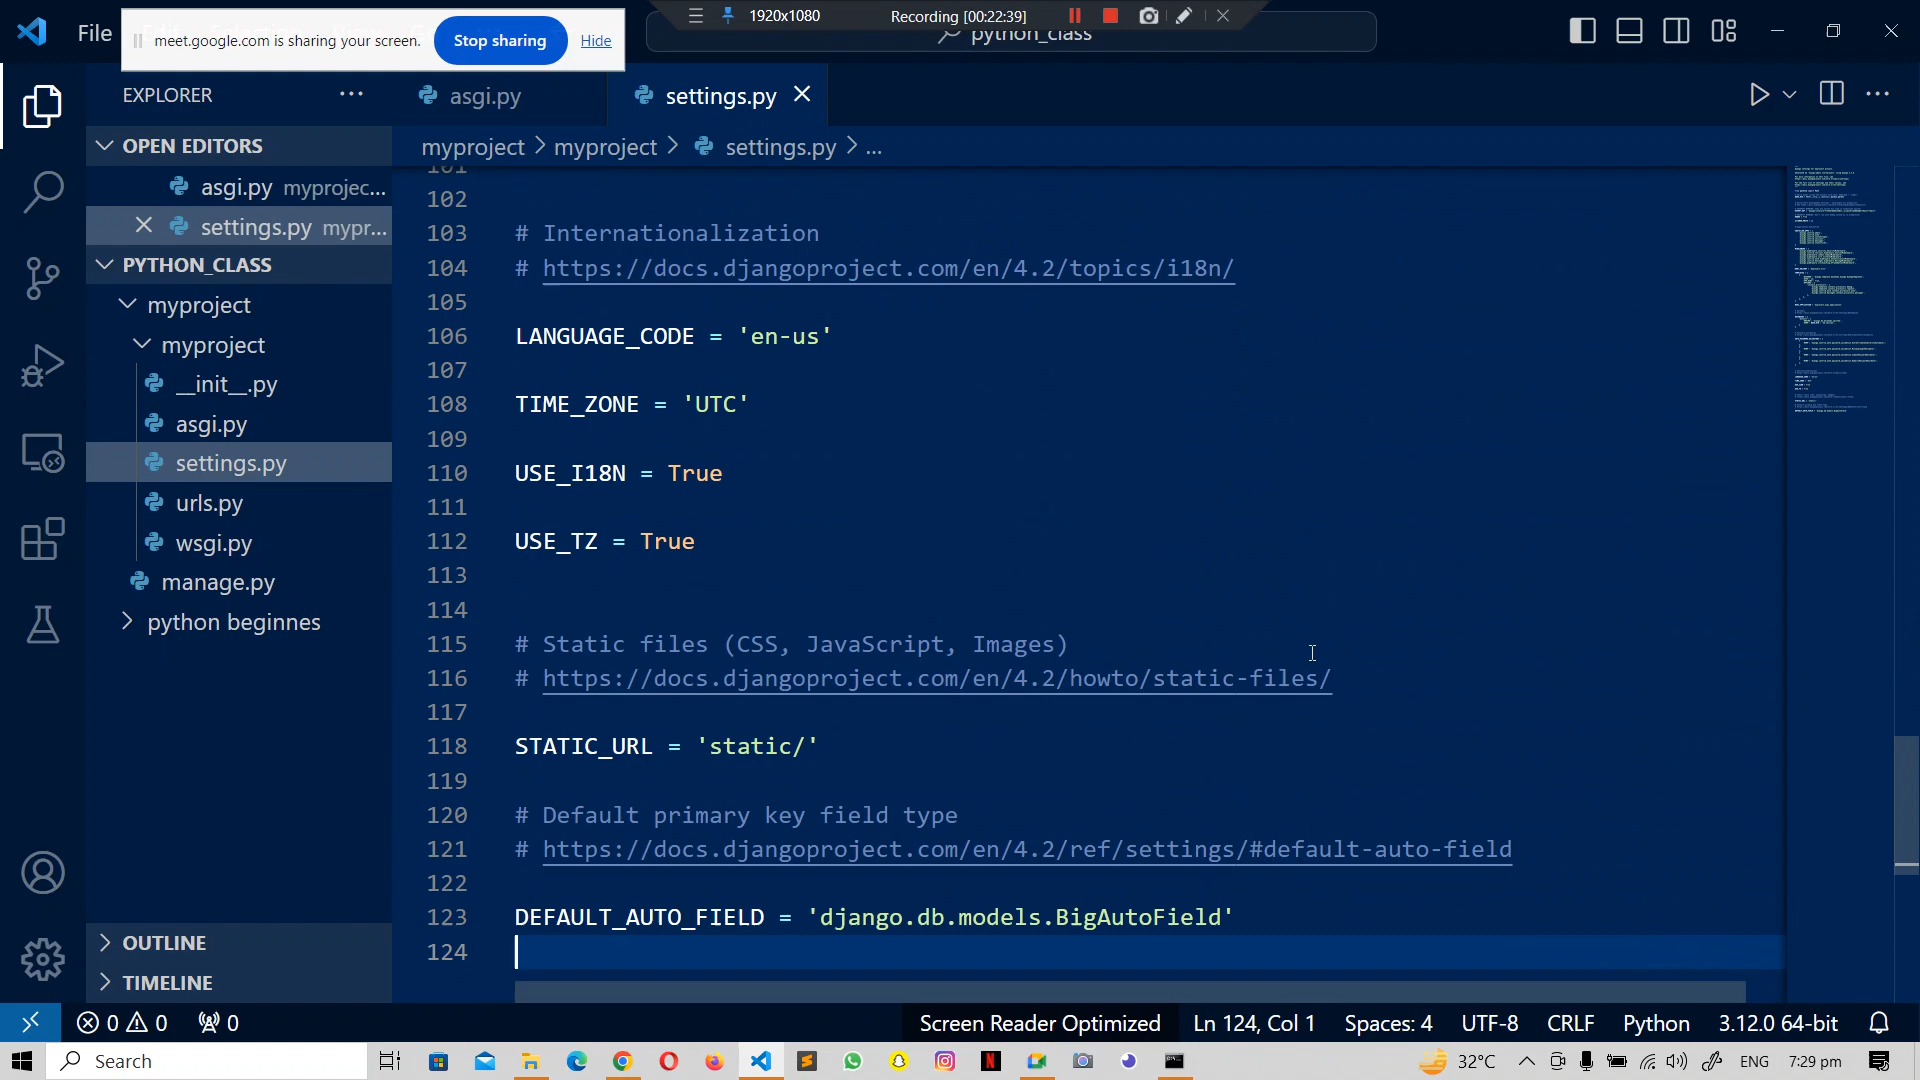 File
meet.google.com is sharing your screen.
Stop sharing
Hide
1920x1080
Recording [00:22:39]
python_class
EXPLORER
asgi.py
settings.py
OPEN EDITORS
asgi.py myprojec...
settings.py mypr...
PYTHON_CLASS
myproject
myproject
__init__.py
asgi.py
settings.py
urls.py
wsgi.py
manage.py
python beginnes
OUTLINE
TIMELINE
myproject > myproject > settings.py > ...
101
102
103 # Internationalization
104 # https://docs.djangoproject.com/en/4.2/topics/i18n/
105
106 LANGUAGE_CODE = 'en-us'
107
108 TIME_ZONE = 'UTC'
109
110 USE_I18N = True
111
112 USE_TZ = True
113
114
115 # Static files (CSS, JavaScript, Images)
116 # https://docs.djangoproject.com/en/4.2/howto/static-files/
117
118 STATIC_URL = 'static/'
119
120 # Default primary key field type
121 # https://docs.djangoproject.com/en/4.2/ref/settings/#default-auto-field
122
123 DEFAULT_AUTO_FIELD = 'django.db.models.BigAutoField'
124
0 0 0
Screen Reader Optimized
Ln 124, Col 1
Spaces: 4
UTF-8
CRLF
Python
3.12.0 64-bit
Search
32°C
ENG
7:29 pm